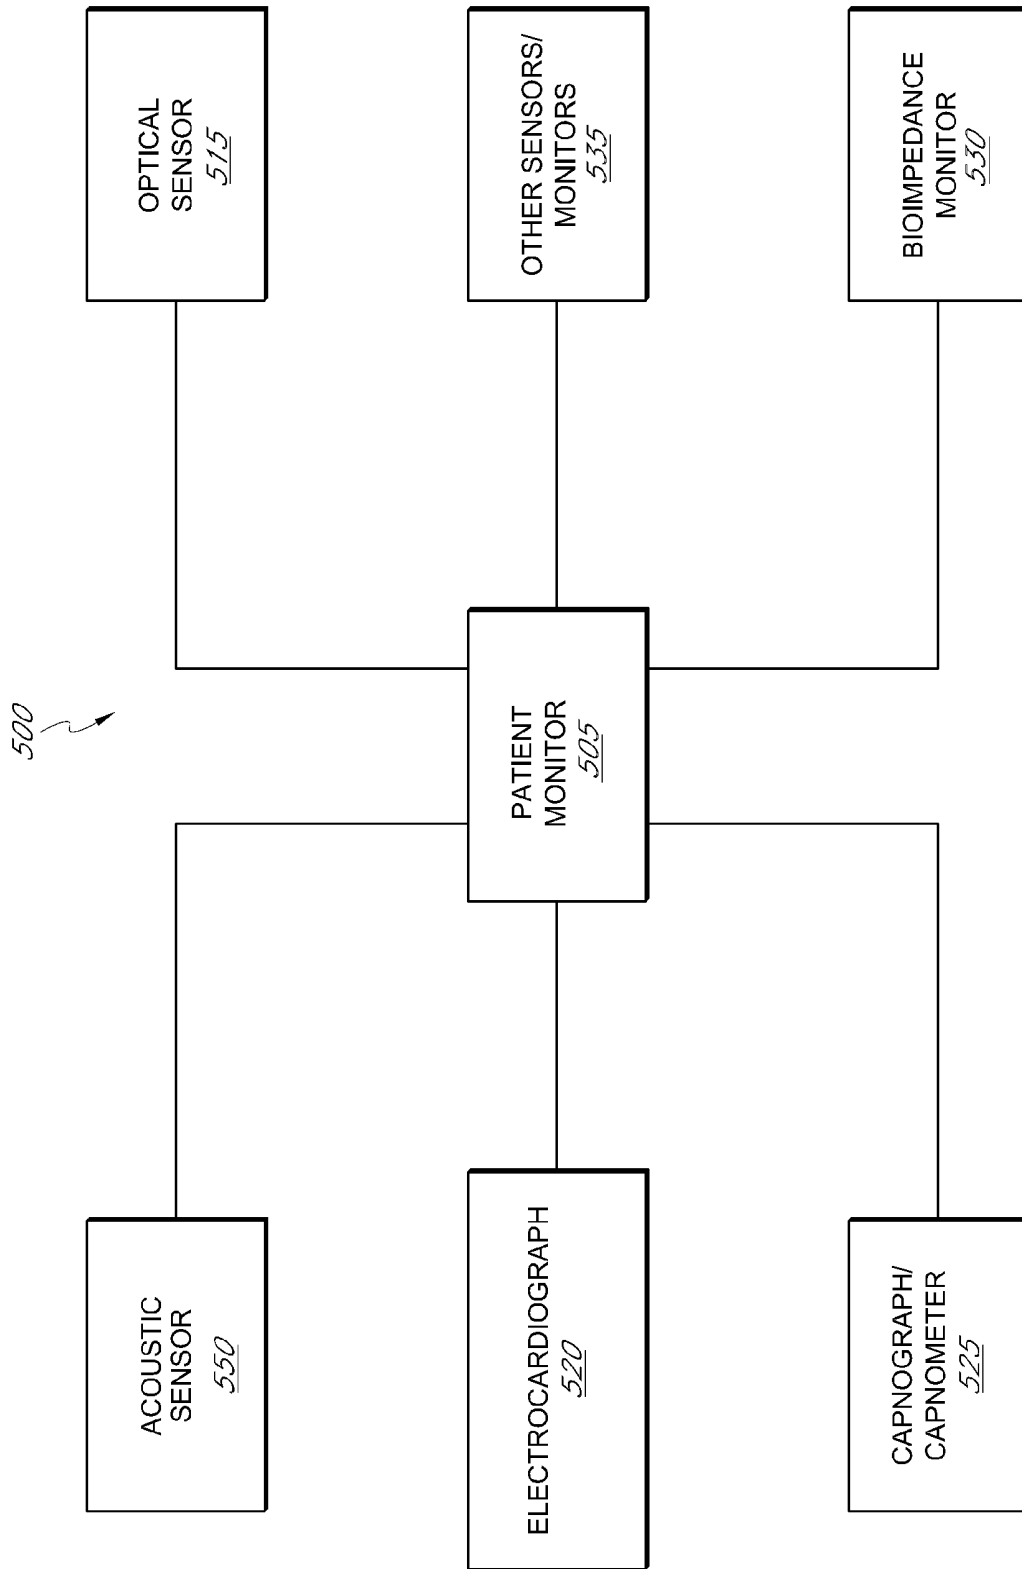 500
ACOUSTIC
SENSOR
550
OPTICAL
SENSOR
515
ELECTROCARDIOGRAPH
520
PATIENT
MONITOR
505
OTHER SENSORS/
MONITORS
535
CAPNOGRAPH/
CAPNOMETER
525
BIOIMPEDANCE
MONITOR
530